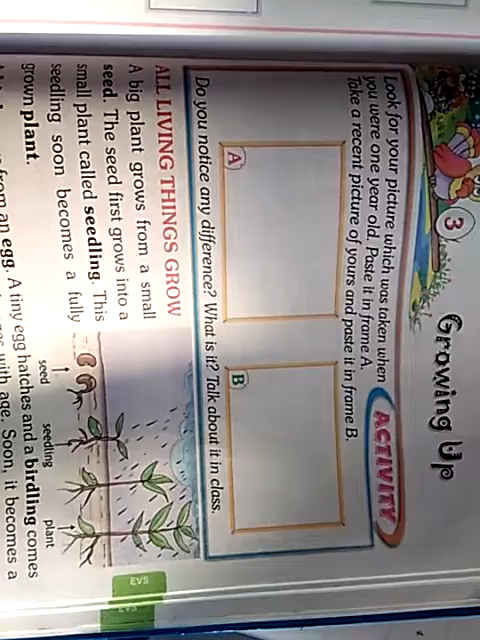 3
Growing Up
ACTIVITY
Look for your picture which was taken when
you were one year old. Paste it in frame A.
Take a recent picture of yours and paste it in frame B.
A
B
Do you notice any difference? What is it? Talk about it in class.
ALL LIVING THINGS GROW
A big plant grows from a small
seed. The seed first grows into a
small plant called seedling. This
seedling soon becomes a fully
grown plant.
seed
seedling
plant
from an egg. A tiny egg hatches and a birdling comes
with age. Soon, it becomes a
EVS
EVS